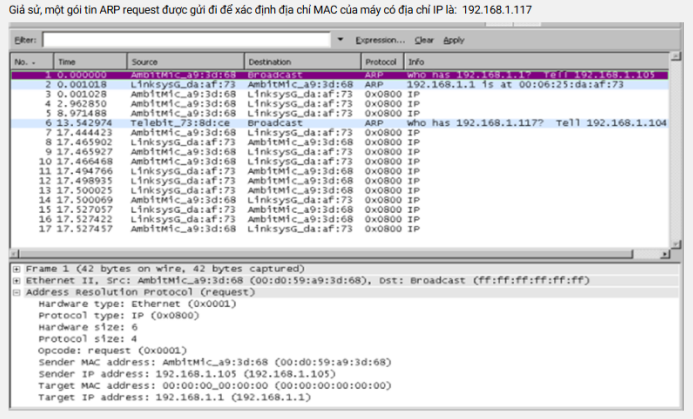 Giả sử, một gói tin ARP request được gửi đi để xác định địa chỉ MAC của máy có địa chỉ IP là: 192.168.1.117
Filter: Expression... Clear Apply
No. - Time Source Destination Protocol Info
1 0.000000 AmbitMic_a9:3d:68 Broadcast ARP who has 192.168.1.1? Tell 192.168.1.105
2 0.001018 LinksysG_da:af:73 AmbitMic_a9:3d:68 ARP 192.168.1.1 is at 00:06:25:da:af:73
3 0.001028 AmbitMic_a9:3d:68 LinksysG_da:af:73 0x0800 IP
4 2.962850 AmbitMic_a9:3d:68 LinksysG_da:af:73 0x0800 IP
5 8.971488 AmbitMic_a9:3d:68 LinksysG_da:af:73 0x0800 IP
6 13.542974 Telebit_73:8d:ce Broadcast ARP who has 192.168.1.117? Tell 192.168.1.104
7 17.444423 AmbitMic_a9:3d:68 LinksysG_da:af:73 0x0800 IP
8 17.465902 LinksysG_da:af:73 AmbitMic_a9:3d:68 0x0800 IP
9 17.465927 AmbitMic_a9:3d:68 LinksysG_da:af:73 0x0800 IP
10 17.466468 AmbitMic_a9:3d:68 LinksysG_da:af:73 0x0800 IP
11 17.494766 LinksysG_da:af:73 AmbitMic_a9:3d:68 0x0800 IP
12 17.498935 LinksysG_da:af:73 AmbitMic_a9:3d:68 0x0800 IP
13 17.500025 LinksysG_da:af:73 AmbitMic_a9:3d:68 0x0800 IP
14 17.500069 AmbitMic_a9:3d:68 LinksysG_da:af:73 0x0800 IP
15 17.527057 LinksysG_da:af:73 AmbitMic_a9:3d:68 0x0800 IP
16 17.527422 LinksysG_da:af:73 AmbitMic_a9:3d:68 0x0800 IP
17 17.527457 AmbitMic_a9:3d:68 LinksysG_da:af:73 0x0800 IP
Frame 1 (42 bytes on wire, 42 bytes captured)
Ethernet II, Src: AmbitMic_a9:3d:68 (00:d0:59:a9:3d:68), Dst: Broadcast (ff:ff:ff:ff:ff:ff)
Address Resolution Protocol (request)
Hardware type: Ethernet (0x0001)
Protocol type: IP (0x0800)
Hardware size: 6
Protocol size: 4
Opcode: request (0x0001)
Sender MAC address: AmbitMic_a9:3d:68 (00:d0:59:a9:3d:68)
Sender IP address: 192.168.1.105 (192.168.1.105)
Target MAC address: 00:00:00_00:00:00 (00:00:00:00:00:00)
Target IP address: 192.168.1.1 (192.168.1.1)